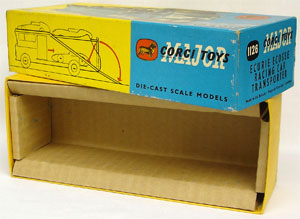 CORGI TOYS
MAJOR
DIE-CAST SCALE MODELS
1126
MAJOR
ECURIE ECOSSE
RACING CAR
TRANSPORTER